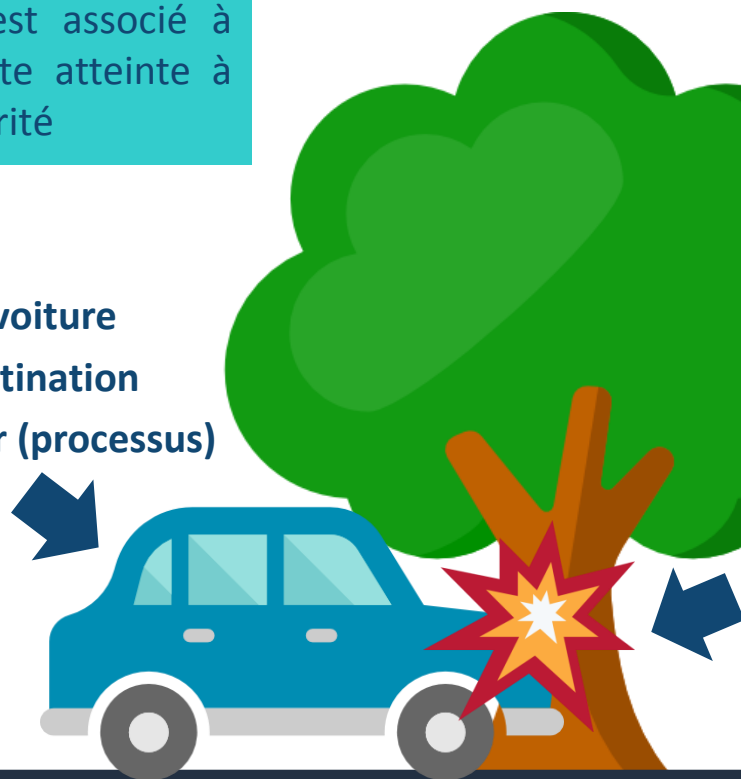 est associé à
te atteinte à
rité
voiture
tination
r (processus)